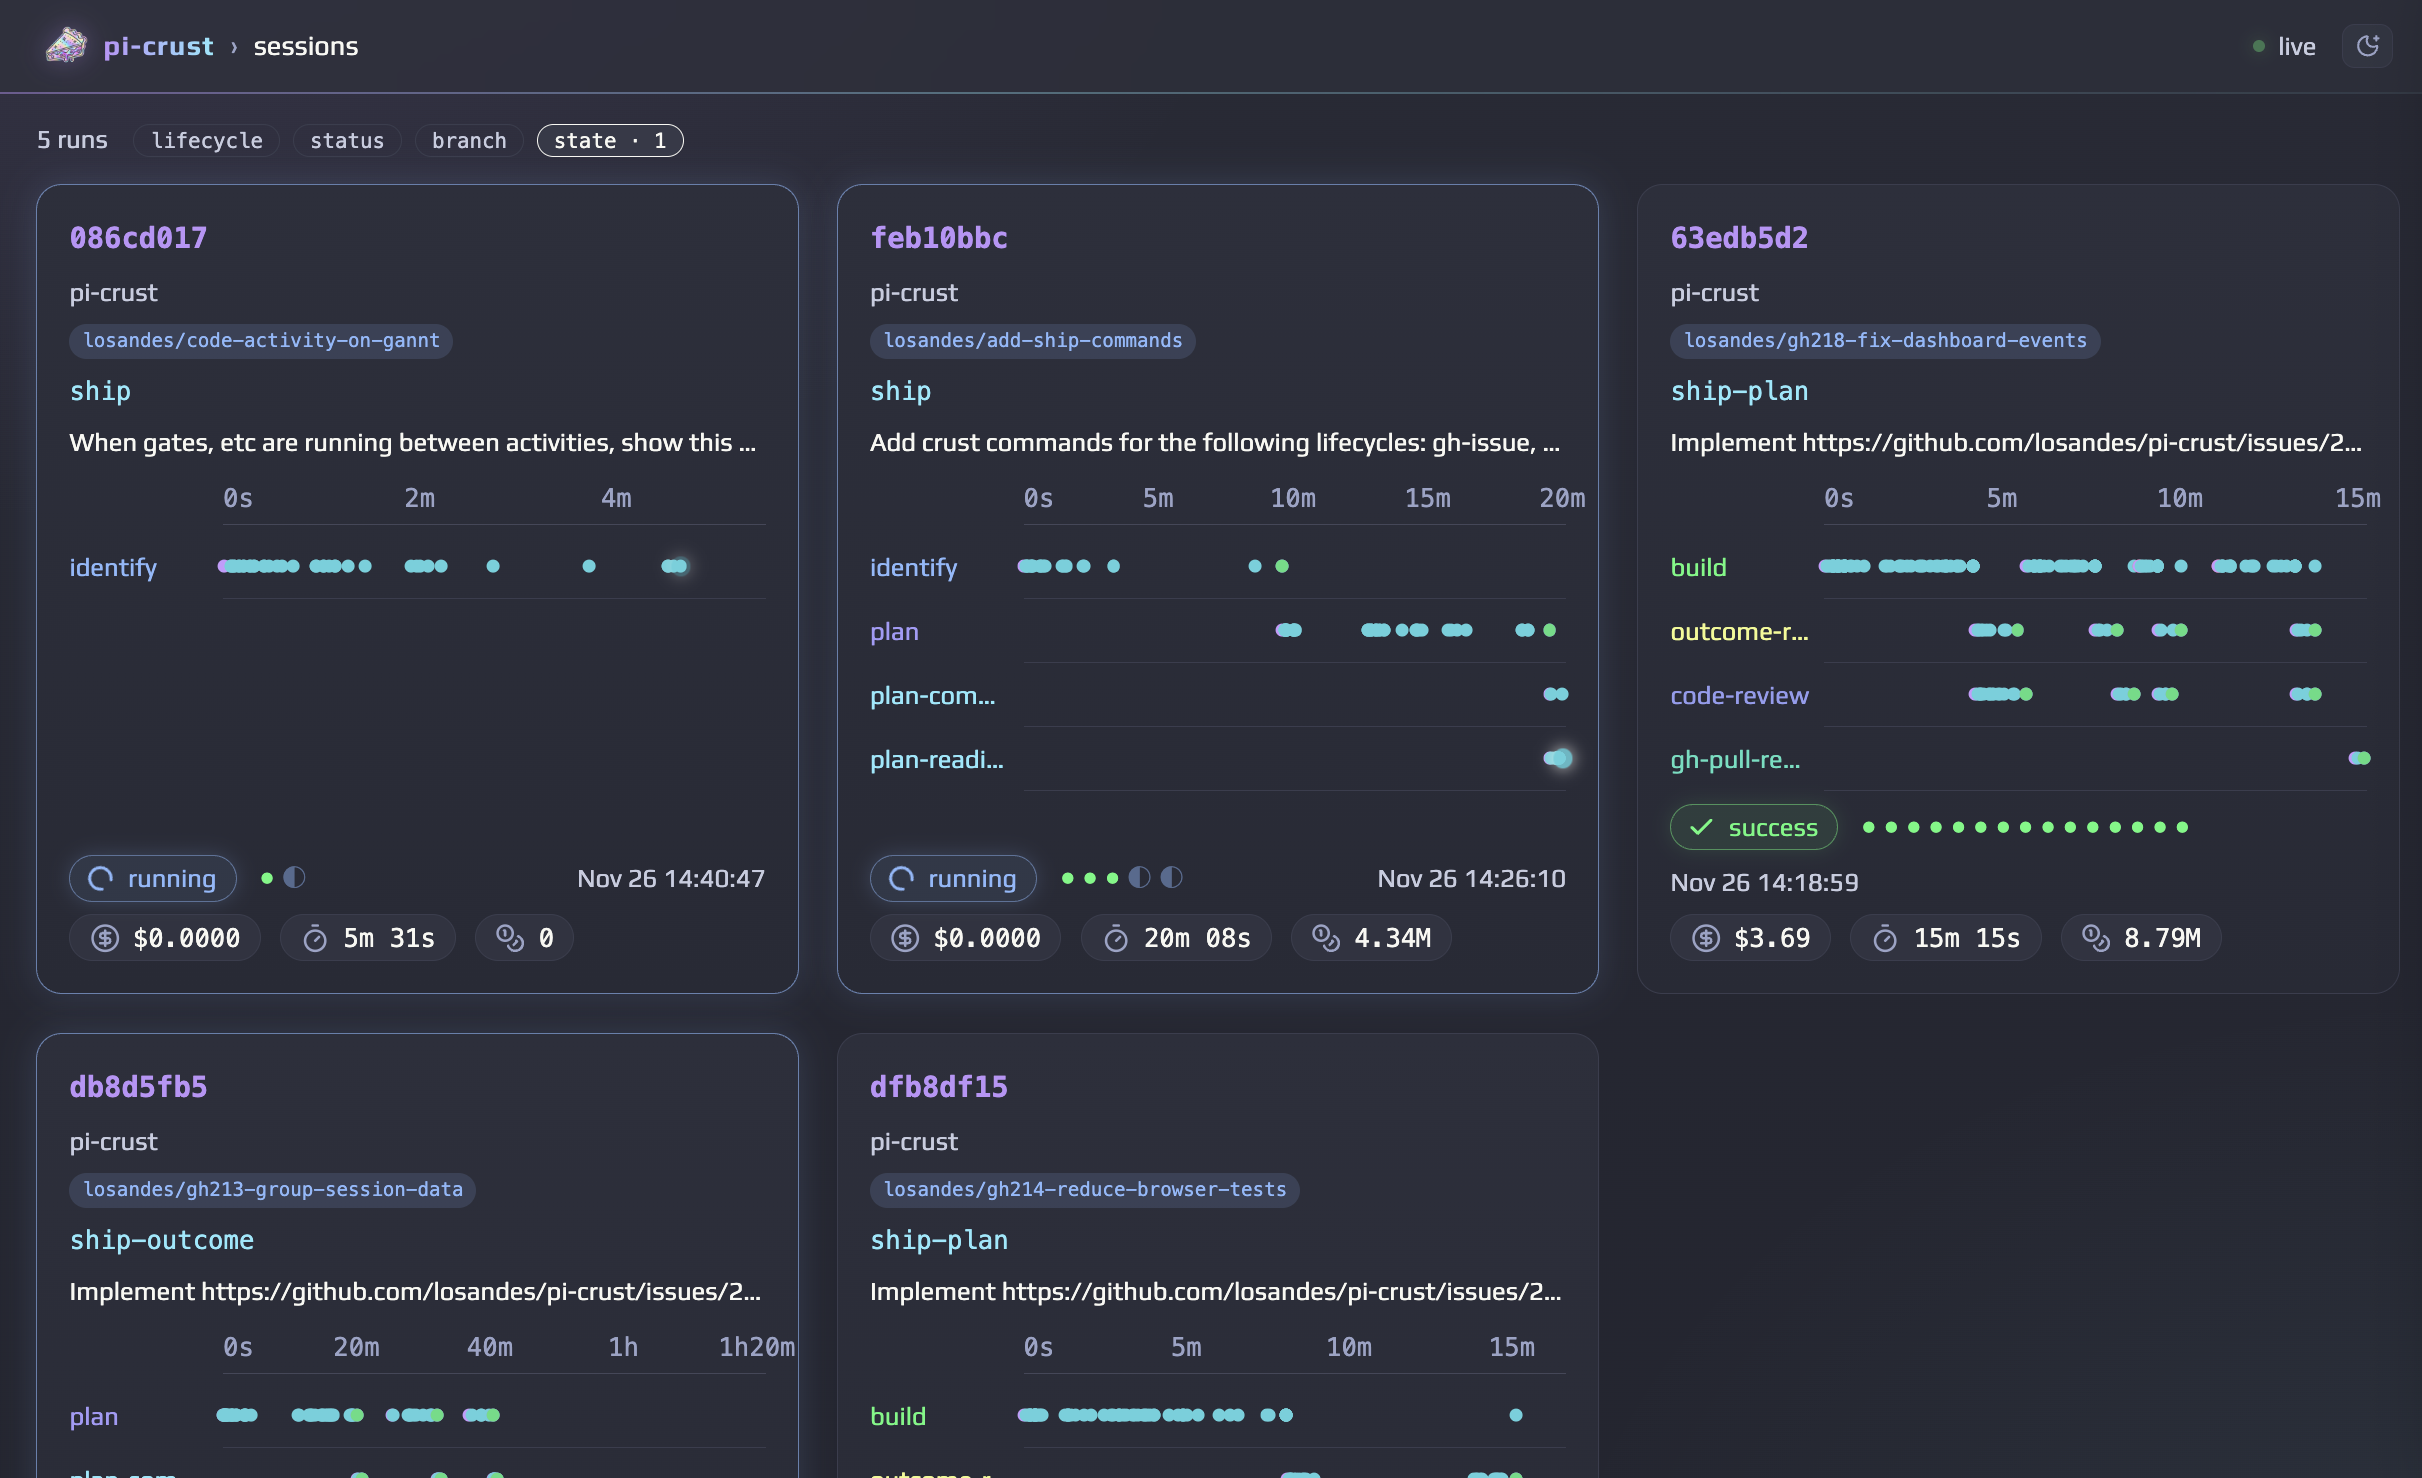 pi-crust › sessions
live
5 runs lifecycle status branch state · 1
086cd017
pi-crust
losandes/code-activity-on-gannt
ship
When gates, etc are running between activities, show this ...
0s 2m 4m
identify
running Nov 26 14:40:47
$0.0000 5m 31s 0
feb10bbc
pi-crust
losandes/add-ship-commands
ship
Add crust commands for the following lifecycles: gh-issue, ...
0s 5m 10m 15m 20m
identify
plan
plan-com...
plan-readi...
running Nov 26 14:26:10
$0.0000 20m 08s 4.34M
63edb5d2
pi-crust
losandes/gh218-fix-dashboard-events
ship-plan
Implement https://github.com/losandes/pi-crust/issues/2...
0s 5m 10m 15m
build
outcome-r...
code-review
gh-pull-re...
success
Nov 26 14:18:59
$3.69 15m 15s 8.79M
db8d5fb5
pi-crust
losandes/gh213-group-session-data
ship-outcome
Implement https://github.com/losandes/pi-crust/issues/2...
0s 20m 40m 1h 1h20m
plan
plan-com...
dfb8df15
pi-crust
losandes/gh214-reduce-browser-tests
ship-plan
Implement https://github.com/losandes/pi-crust/issues/2...
0s 5m 10m 15m
build
outcome-r...